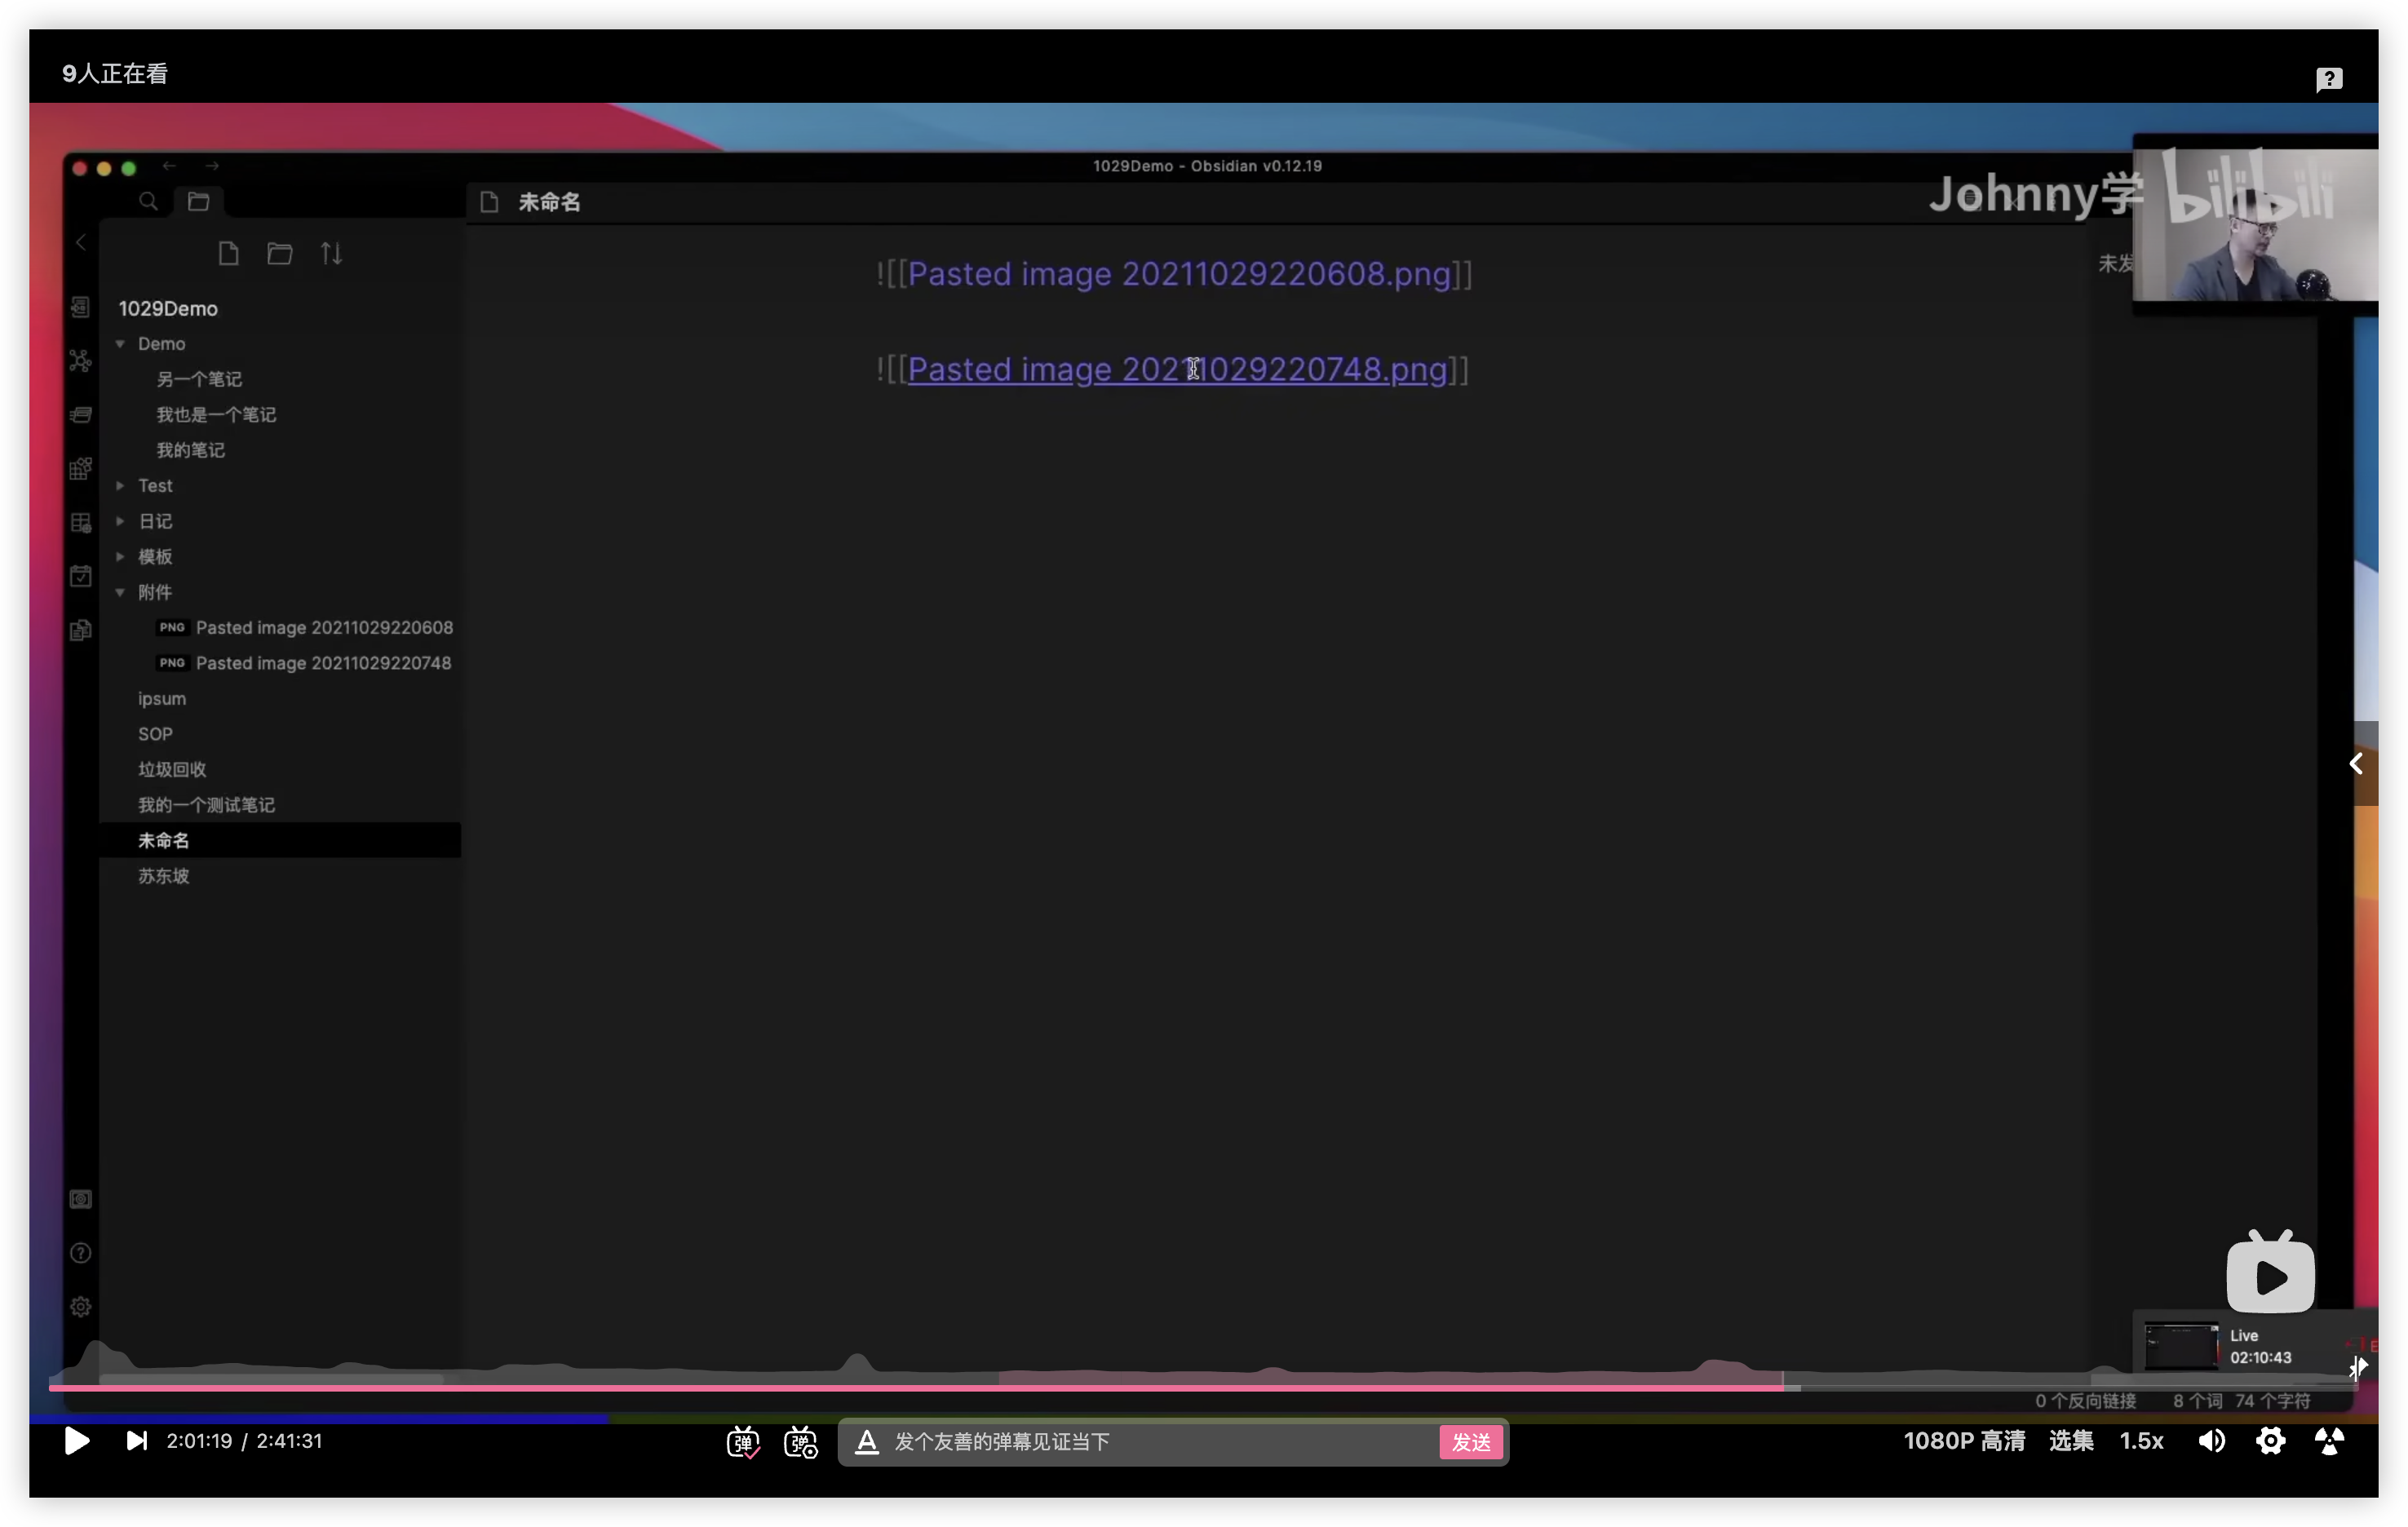 9人正在看
1029Demo - Obsidian v0.12.19
Johnny学 bilibili
未命名
未发
1029Demo
Demo
另一个笔记
我也是一个笔记
我的笔记
Test
日记
模板
附件
PNG Pasted image 20211029220608
PNG Pasted image 20211029220748
ipsum
SOP
垃圾回收
我的一个测试笔记
未命名
苏东坡
![[Pasted image 20211029220608.png]]
![[Pasted image 20211029220748.png]]
Live
02:10:43
0 个反向链接 8 个词 74 个字符
2:01:19 / 2:41:31
弹 弹 A 发个友善的弹幕见证当下 发送
1080P 高清 选集 1.5x